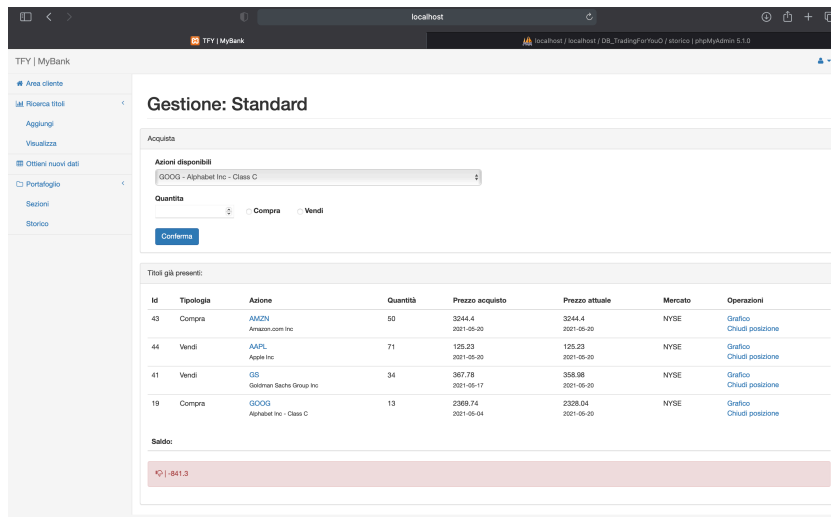 localhost
TFY | MyBank
localhost / localhost / DB_TradingForYouO / storico | phpMyAdmin 5.1.0
TFY | MyBank
Area cliente
Ricerca titoli
Aggiungi
Visualizza
Ottieni nuovi dati
Portafoglio
Sezioni
Storico
Gestione: Standard
Acquista
Azioni disponibili
GOOG - Alphabet Inc - Class C
Quantita
Compra Vendi
Conferma
Titoli già presenti:
Id Tipologia Azione Quantità Prezzo acquisto Prezzo attuale Mercato Operazioni
43 Compra AMZN 50 3244.4 3244.4 NYSE Grafico
Amazon.com Inc 2021-05-20 2021-05-20 Chiudi posizione
44 Vendi AAPL 71 125.23 125.23 NYSE Grafico
Apple Inc 2021-05-20 2021-05-20 Chiudi posizione
41 Vendi GS 34 367.78 358.98 NYSE Grafico
Goldman Sachs Group Inc 2021-05-17 2021-05-20 Chiudi posizione
19 Compra GOOG 13 2369.74 2328.04 NYSE Grafico
Alphabet Inc - Class C 2021-05-04 2021-05-20 Chiudi posizione
Saldo:
| -841.3